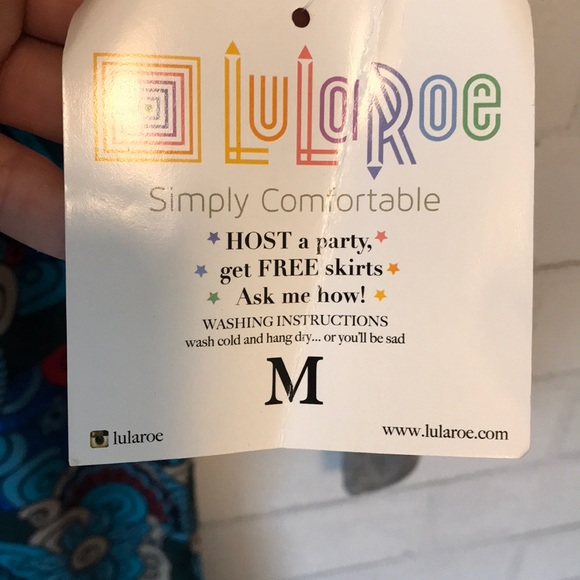 LuLaRoe
Simply Comfortable
HOST a party,
get FREE skirts
Ask me how!
WASHING INSTRUCTIONS
wash cold and hang dry... or you'll be sad
M
lularoe
www.lularoe.com